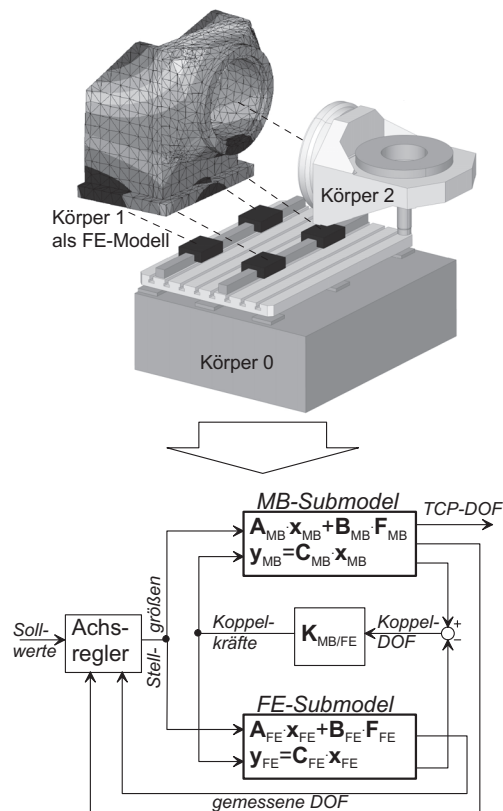 Körper 1
als FE-Modell
Körper 2
Körper 0
MB-Submodel
TCP-DOF
A_MB·x_MB+B_MB·F_MB
y_MB=C_MB·x_MB
Soll-
werte
Achs-
regler
Stell-
größen
Koppel-
kräfte
K_MB/FE
Koppel-
DOF
+
−
FE-Submodel
A_FE·x_FE+B_FE·F_FE
y_FE=C_FE·x_FE
gemessene DOF